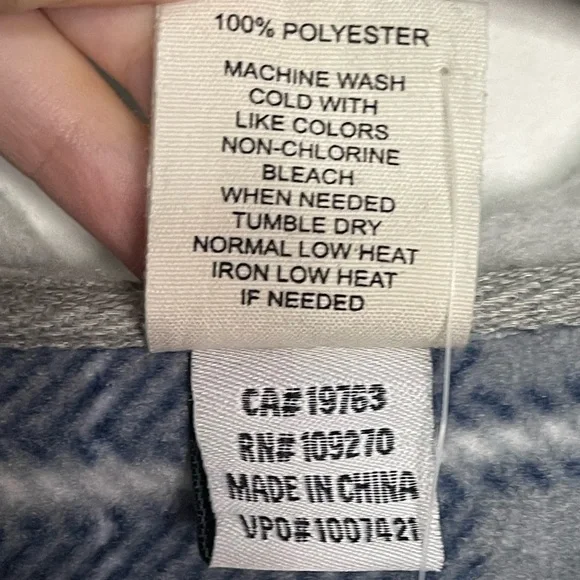 100% POLYESTER
MACHINE WASH
COLD WITH
LIKE COLORS
NON-CHLORINE
BLEACH
WHEN NEEDED
TUMBLE DRY
NORMAL LOW HEAT
IRON LOW HEAT
IF NEEDED
CA#19763
RN#109270
MADE IN CHINA
VPO#1007421